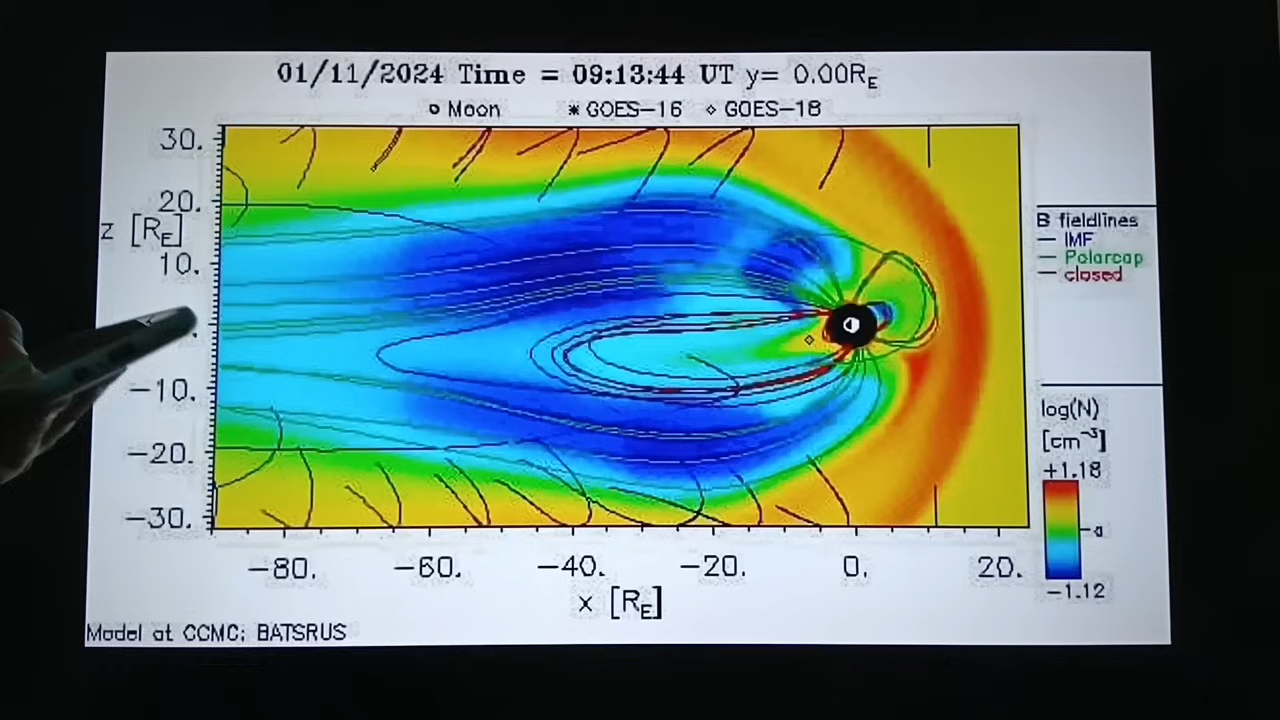 01/11/2024 Time = 09:13:44 UT y= 0.00RE
Moon GOES-16 GOES-18
30.
20.
z [RE]
10.
-10.
-20.
-30.
-80. -60. -40. -20. 0. 20.
x [RE]
B fieldlines
IMF
Polarcap
closed
log(N)
[cm-3]
+1.18
-1.12
Model at CCMC: BATSRUS